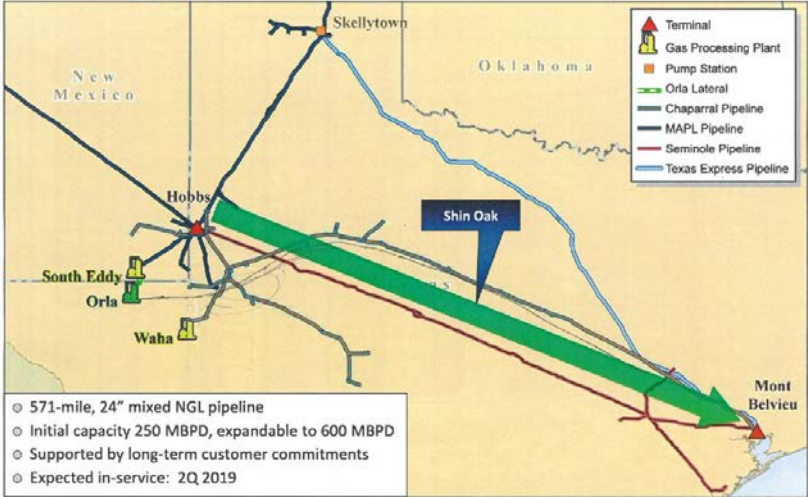 Skellytown
New
Mexico
Oklahoma
Terminal
Gas Processing Plant
Pump Station
Orla Lateral
Chaparral Pipeline
MAPL Pipeline
Seminole Pipeline
Texas Express Pipeline
Hobbs
Shin Oak
South Eddy
Orla
Waha
Mont
Belvieu
571-mile, 24" mixed NGL pipeline
Initial capacity 250 MBPD, expandable to 600 MBPD
Supported by long-term customer commitments
Expected in-service: 2Q 2019